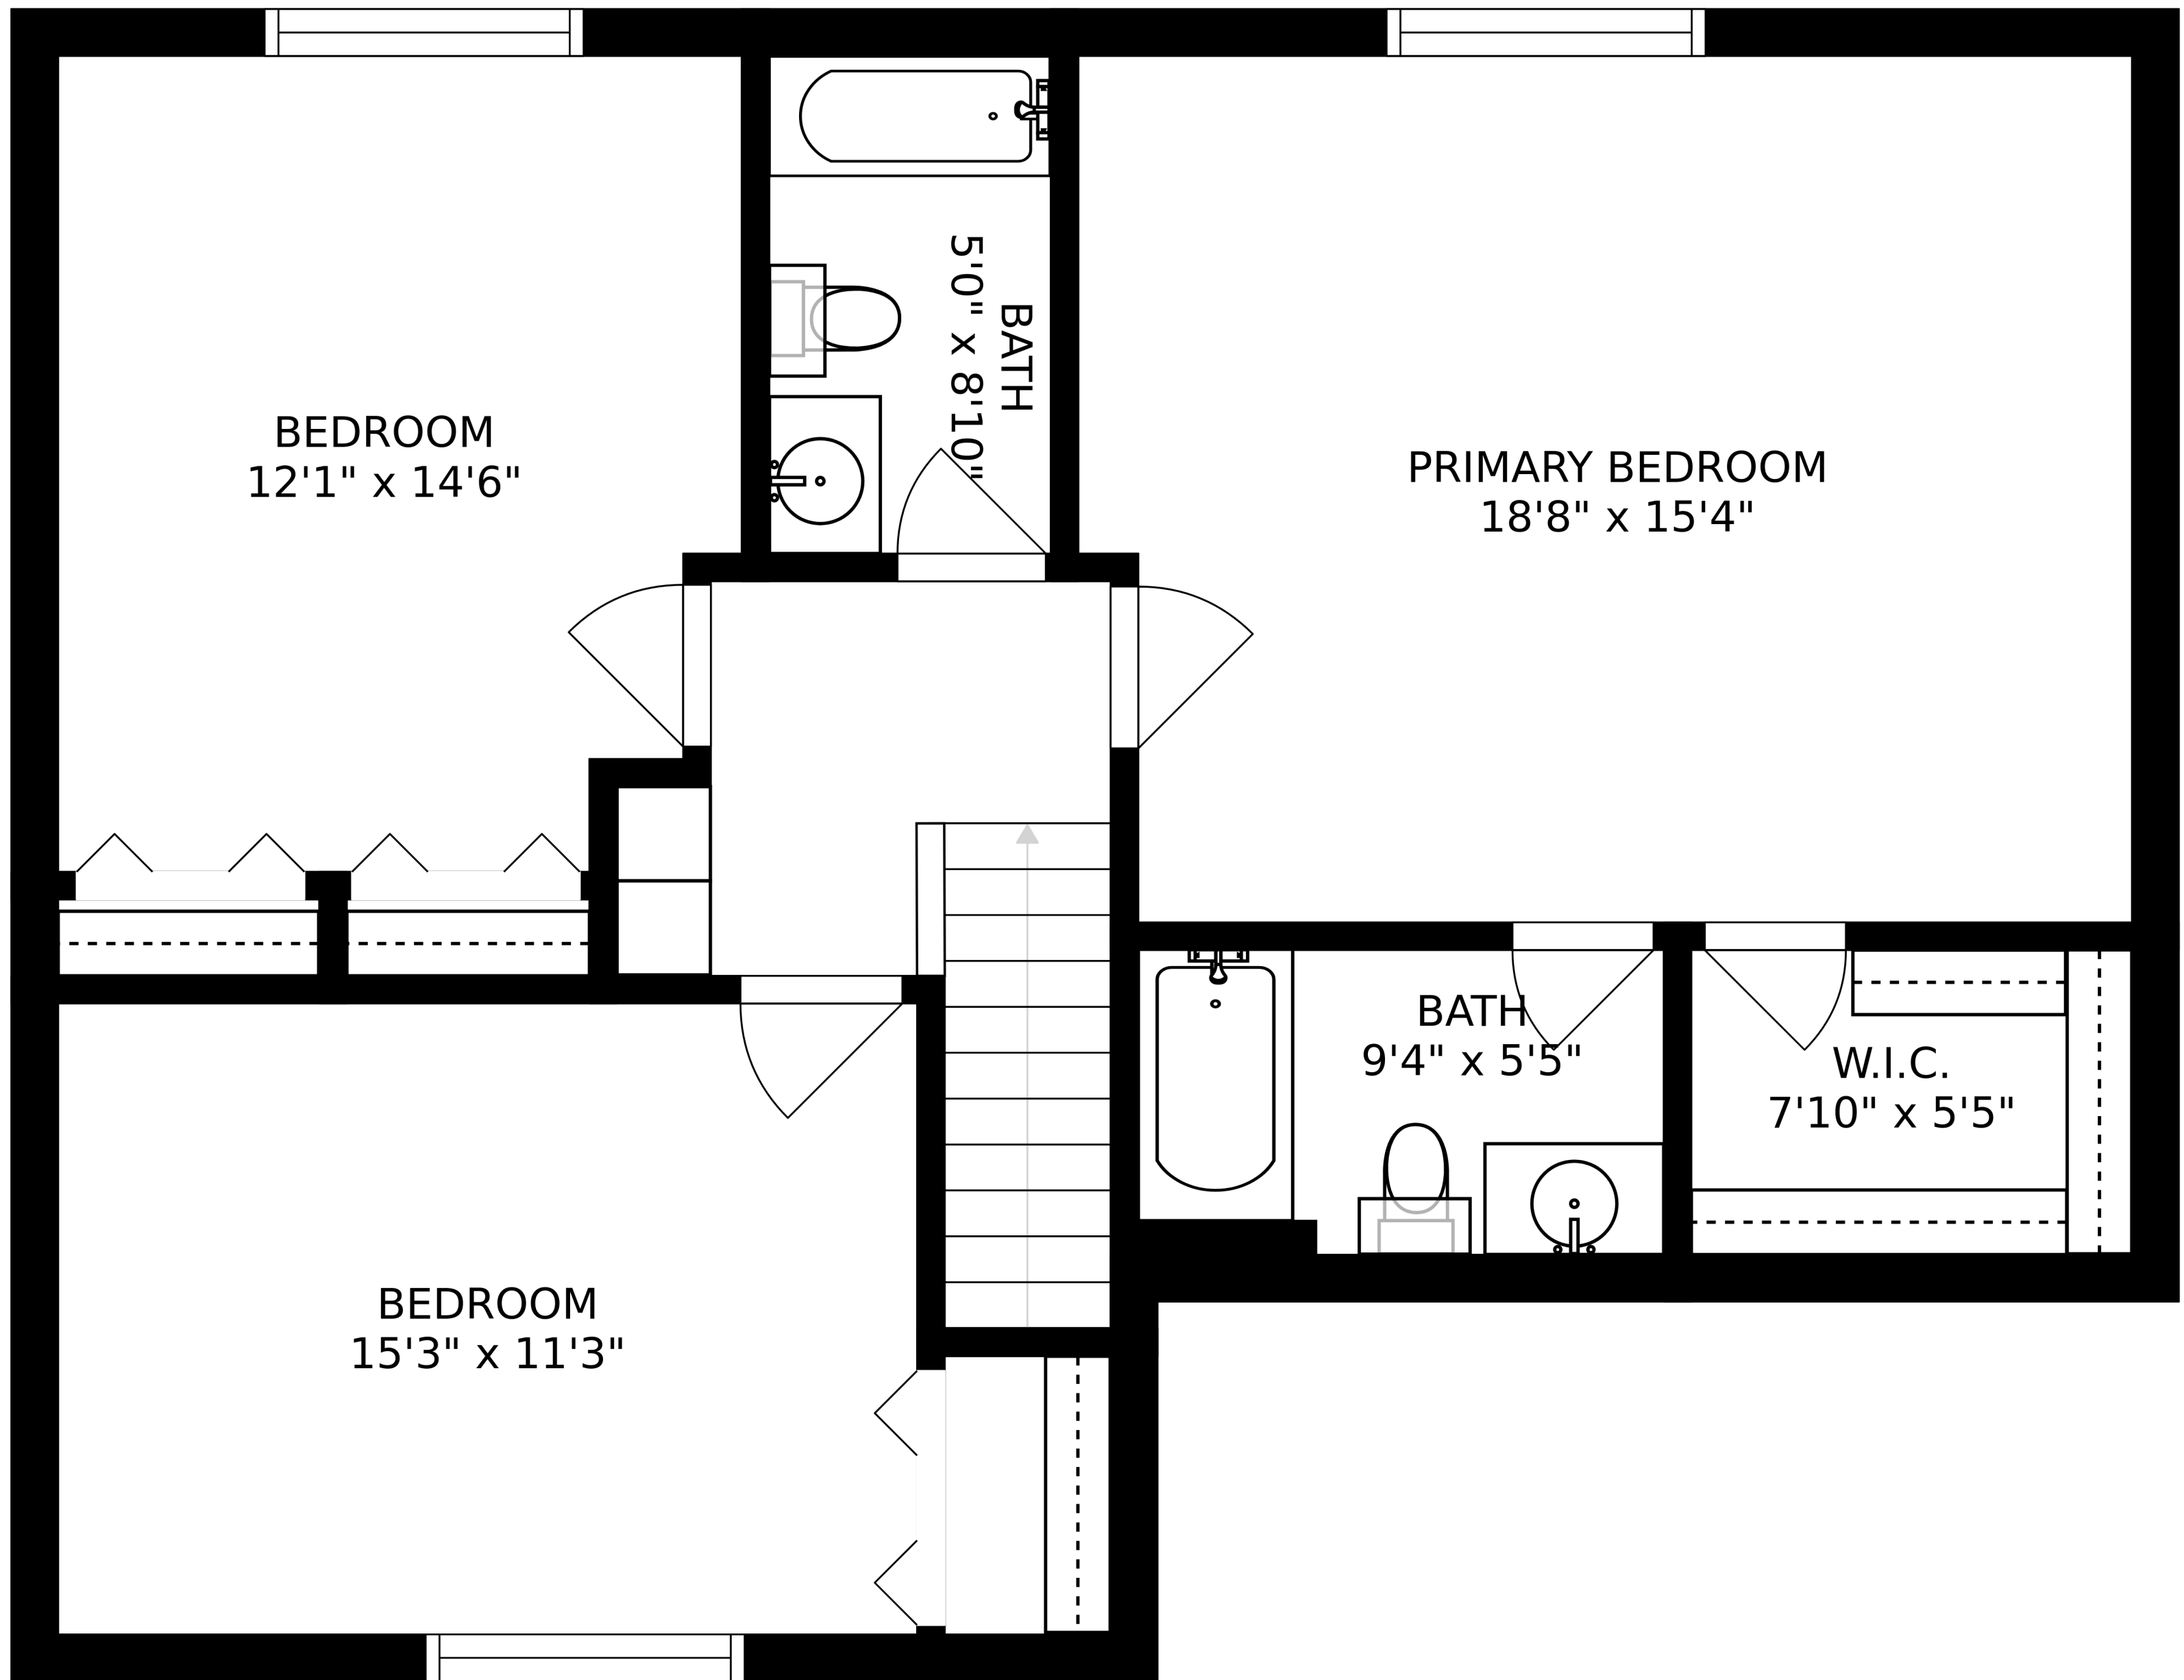 BEDROOM
12'1" x 14'6"
BATH
5'0" x 8'10"
PRIMARY BEDROOM
18'8" x 15'4"
BATH
9'4" x 5'5"
W.I.C.
7'10" x 5'5"
BEDROOM
15'3" x 11'3"